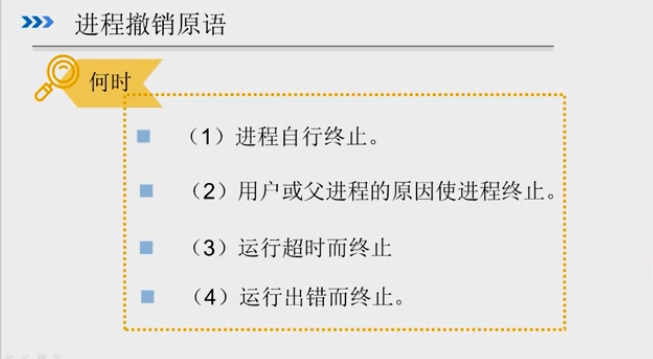 进程撤销原语
何时
（1）进程自行终止。
（2）用户或父进程的原因使进程终止。
（3）运行超时而终止
（4）运行出错而终止。